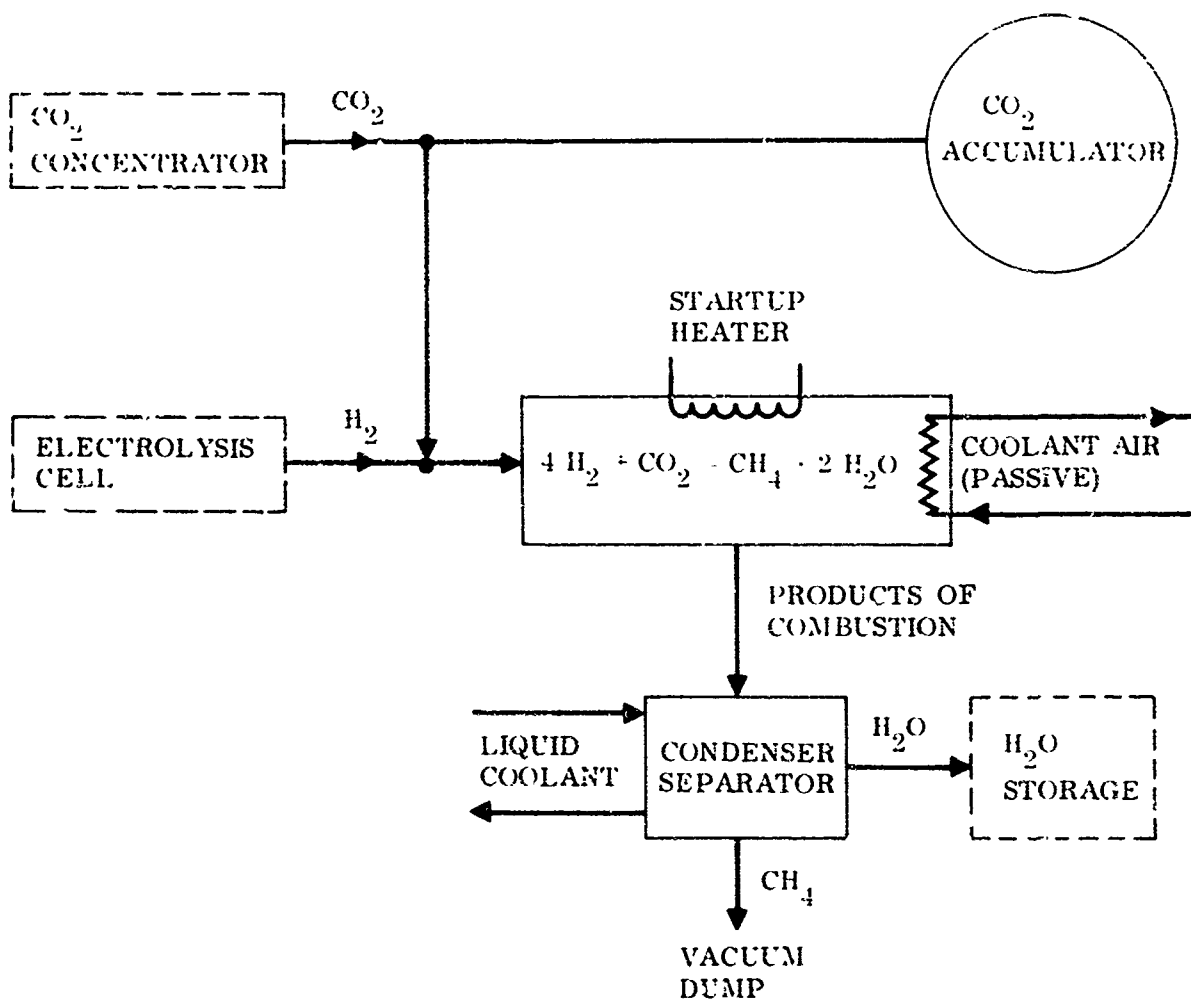 CO₂
CONCENTRATOR
CO₂
CO₂
ACCUMULATOR
STARTUP
HEATER
ELECTROLYSIS
CELL
H₂
4 H₂ + CO₂ - CH₄ · 2 H₂O
COOLANT AIR
(PASSIVE)
PRODUCTS OF
COMBUSTION
LIQUID
COOLANT
CONDENSER
SEPARATOR
H₂O
H₂O
STORAGE
CH₄
VACUUM
DUMP